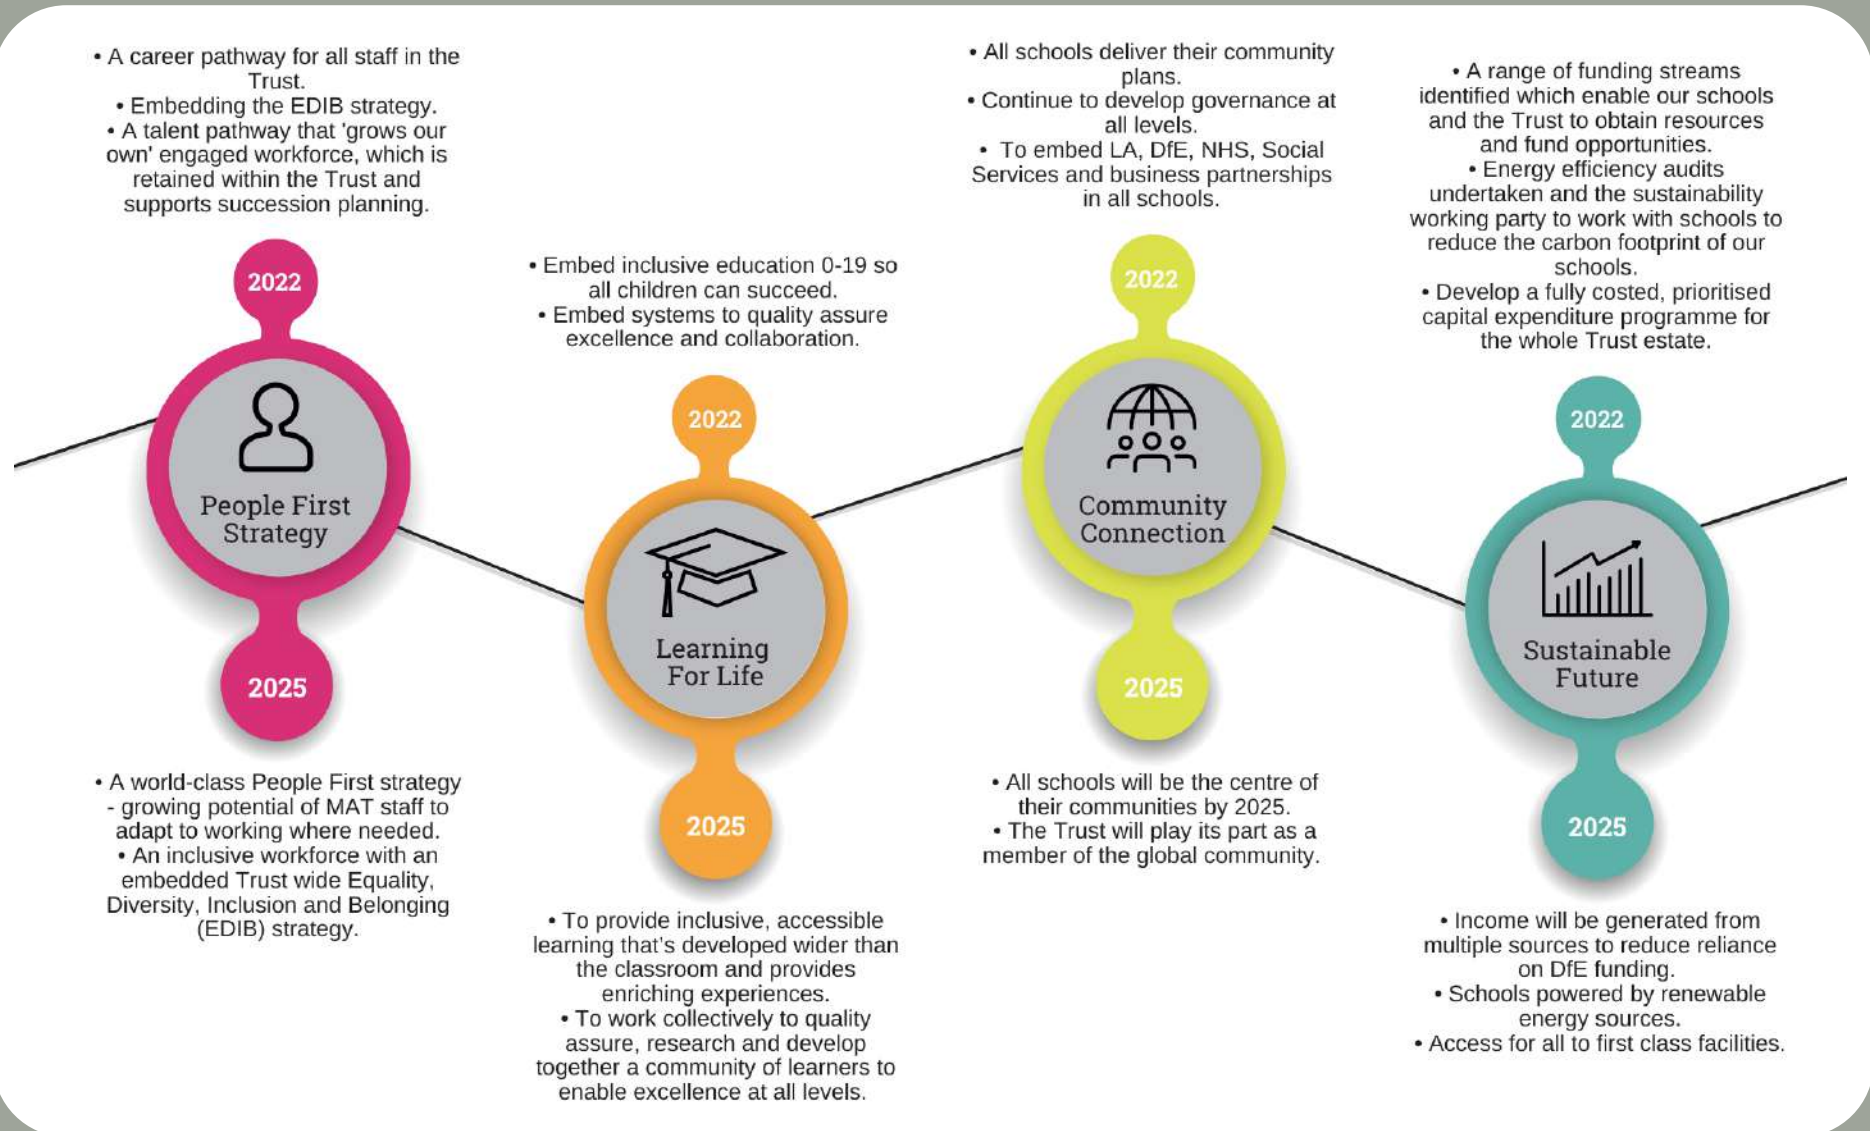 • A career pathway for all staff in the
Trust.
• Embedding the EDIB strategy.
• A talent pathway that 'grows our
own' engaged workforce, which is
retained within the Trust and
supports succession planning.
2022
People First
Strategy
2025
• A world-class People First strategy
- growing potential of MAT staff to
adapt to working where needed.
• An inclusive workforce with an
embedded Trust wide Equality,
Diversity, Inclusion and Belonging
(EDIB) strategy.
• Embed inclusive education 0-19 so
all children can succeed.
• Embed systems to quality assure
excellence and collaboration.
2022
Learning
For Life
2025
• To provide inclusive, accessible
learning that's developed wider than
the classroom and provides
enriching experiences.
• To work collectively to quality
assure, research and develop
together a community of learners to
enable excellence at all levels.
• All schools deliver their community
plans.
• Continue to develop governance at
all levels.
• To embed LA, DfE, NHS, Social
Services and business partnerships
in all schools.
2022
Community
Connection
2025
• All schools will be the centre of
their communities by 2025.
• The Trust will play its part as a
member of the global community.
• A range of funding streams
identified which enable our schools
and the Trust to obtain resources
and fund opportunities.
• Energy efficiency audits
undertaken and the sustainability
working party to work with schools to
reduce the carbon footprint of our
schools.
• Develop a fully costed, prioritised
capital expenditure programme for
the whole Trust estate.
2022
Sustainable
Future
2025
• Income will be generated from
multiple sources to reduce reliance
on DfE funding.
• Schools powered by renewable
energy sources.
• Access for all to first class facilities.